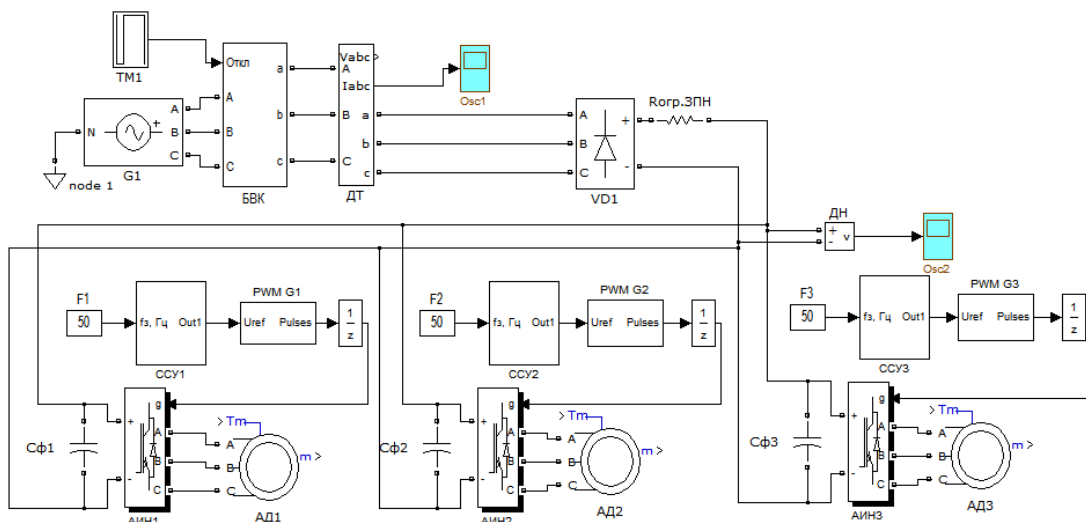 Vabc
Откл
a
A
TM1
Iabc
Osc1
Rогр.ЗПН
A
A
a
A
+
N
+
B
B
b
B
b
B
C
C
c
C
c
C
-
G1
node 1
БВК
ДТ
VD1
ДН
+
-
v
Osc2
F1
PWM G1
F2
PWM G2
F3
PWM G3
50
fз, Гц
Out1
Uref
Pulses
1
z
50
fз, Гц
Out1
Uref
Pulses
1
z
50
fз, Гц
Out1
Uref
Pulses
1
z
ССУ1
ССУ2
ССУ3
Сф1
+
-
g
A
B
C
Tm
A
B
C
m
АИН1
АД1
Сф2
+
-
g
A
B
C
Tm
A
B
C
m
АИН2
АД2
Сф3
+
-
g
A
B
C
Tm
A
B
C
m
АИН3
АД3